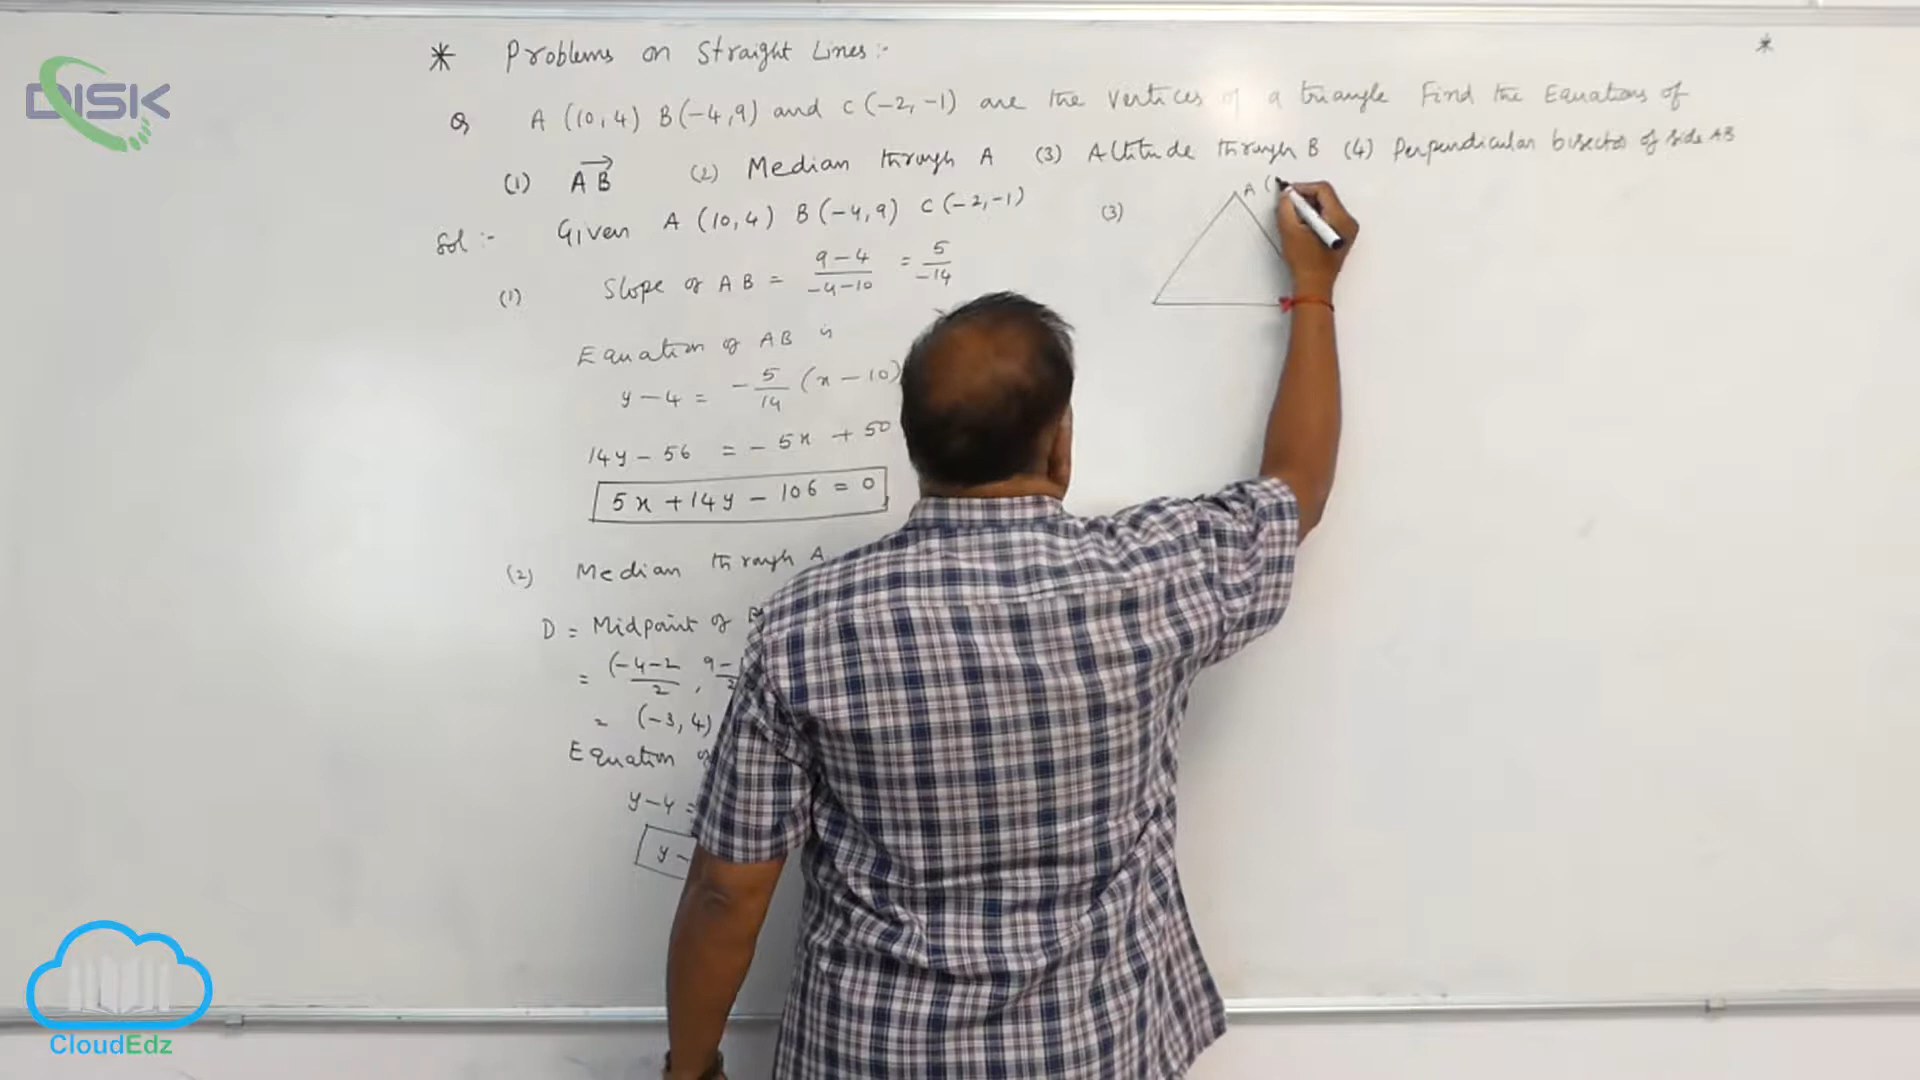 DISK
* Problems on Straight Lines :-
*
Q A (10, 4) B (-4, 9) and C (-2, -1) are the vertices of a triangle Find the Equations of
(1) AB (2) Median through A (3) Altitude through B (4) Perpendicular bisector of side AB
Sol :- Given A (10, 4) B (-4, 9) C (-2, -1)
(1) Slope of AB = 9-4/-4-10 = 5/-14
Equation of AB is
y - 4 = - 5/14 (x - 10)
14y - 56 = - 5x + 50
5x + 14y - 106 = 0
(2) Median through A
D = Midpoint of
= (-4-2/2 , 9-1/2
= (-3, 4)
Equation of
y - 4 =
y -
(3)
A (
CloudEdz